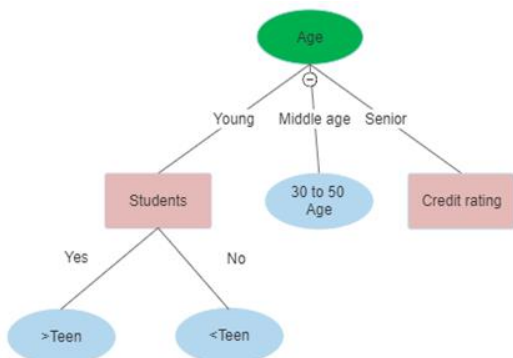 Age
Young
Middle age
Senior
Students
30 to 50
Age
Credit rating
Yes
No
>Teen
<Teen